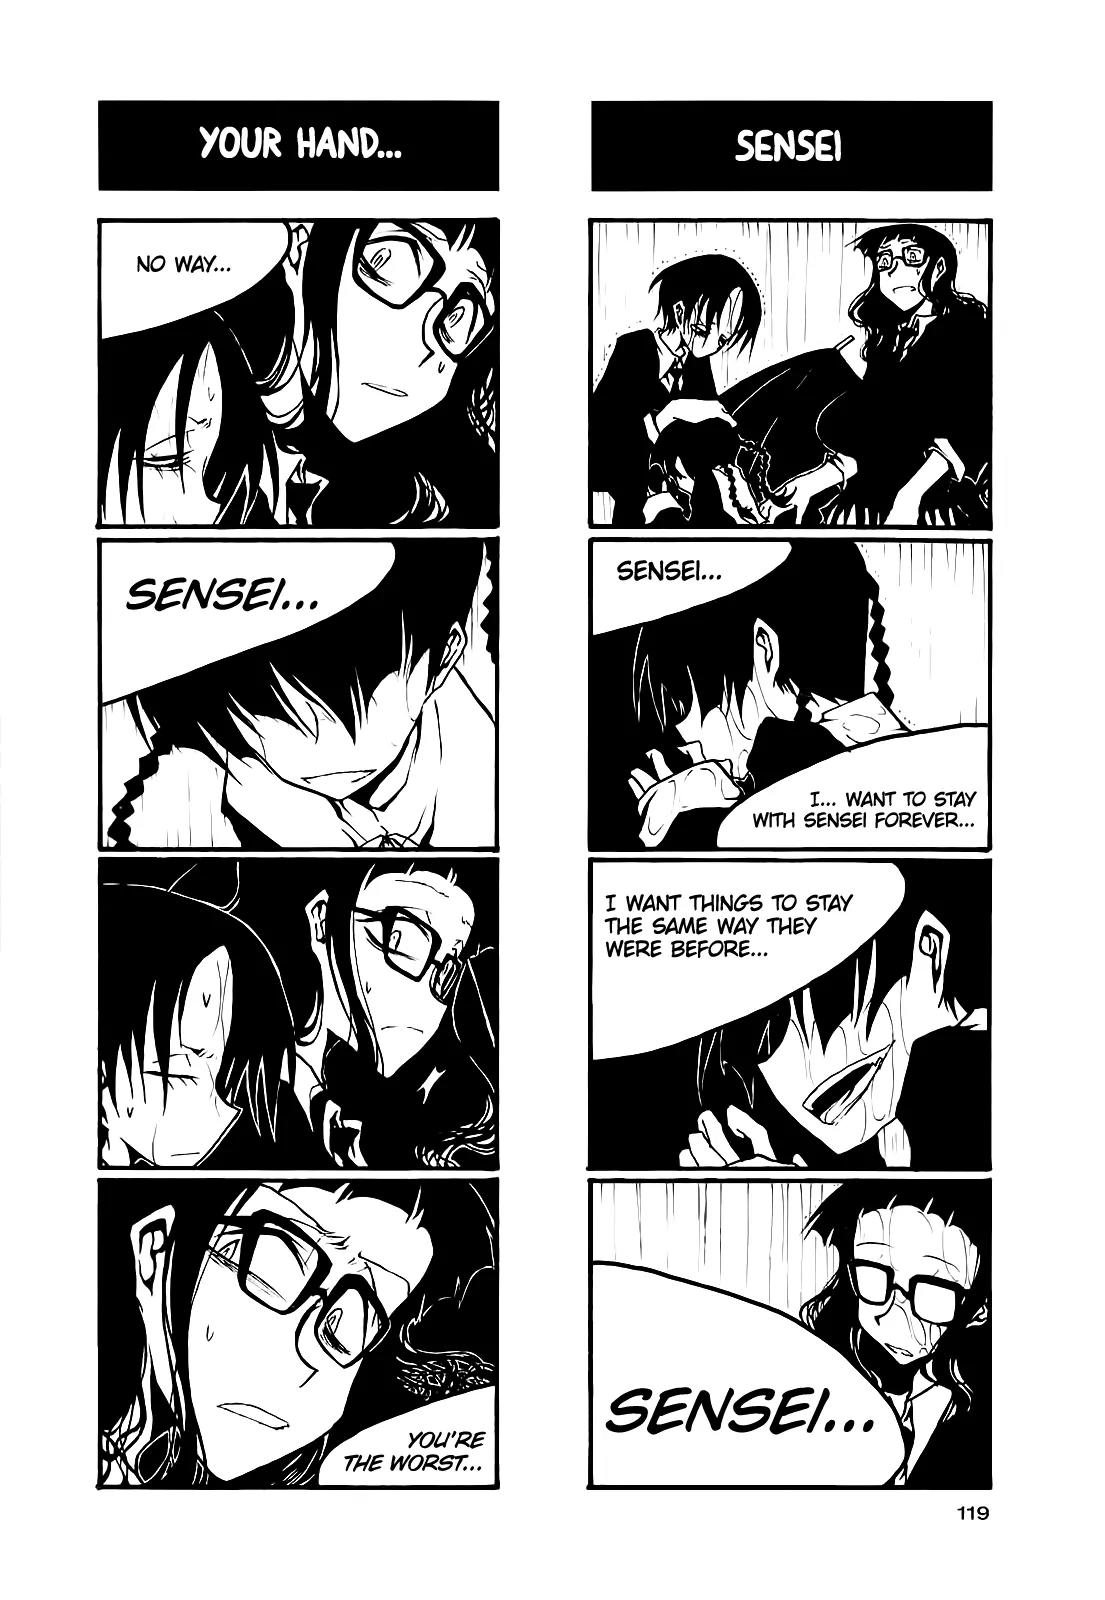 SENSEI
SENSEI...
I... WANT TO STAY
WITH SENSEI FOREVER...
I WANT THINGS TO STAY
THE SAME WAY THEY
WERE BEFORE...
SENSEI...
YOUR HAND...
NO WAY...
SENSEI...
YOU'RE
THE WORST...
119